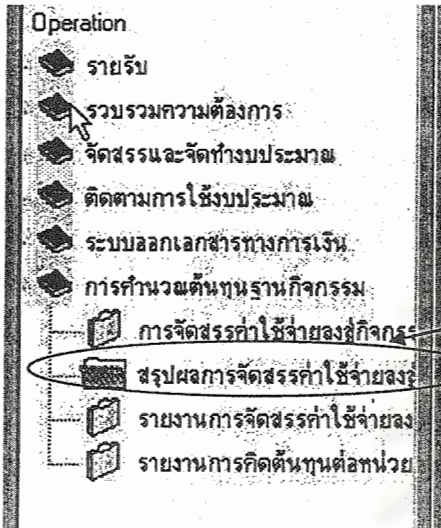 Operation
รายรับ
รวบรวมความต้องการ
จัดสรรและจัดทำงบประมาณ
ติดตามการใช้งบประมาณ
ระบบออกเอกสารทางการเงิน
การคำนวณต้นทุนฐานกิจกรรม
การจัดสรรค่าใช้จ่ายลงสู่กิจกรร
สรุปผลการจัดสรรค่าใช้จ่ายลงสู
รายงานการจัดสรรค่าใช้จ่ายลง
รายงานการคิดต้นทุนต่อหน่วย